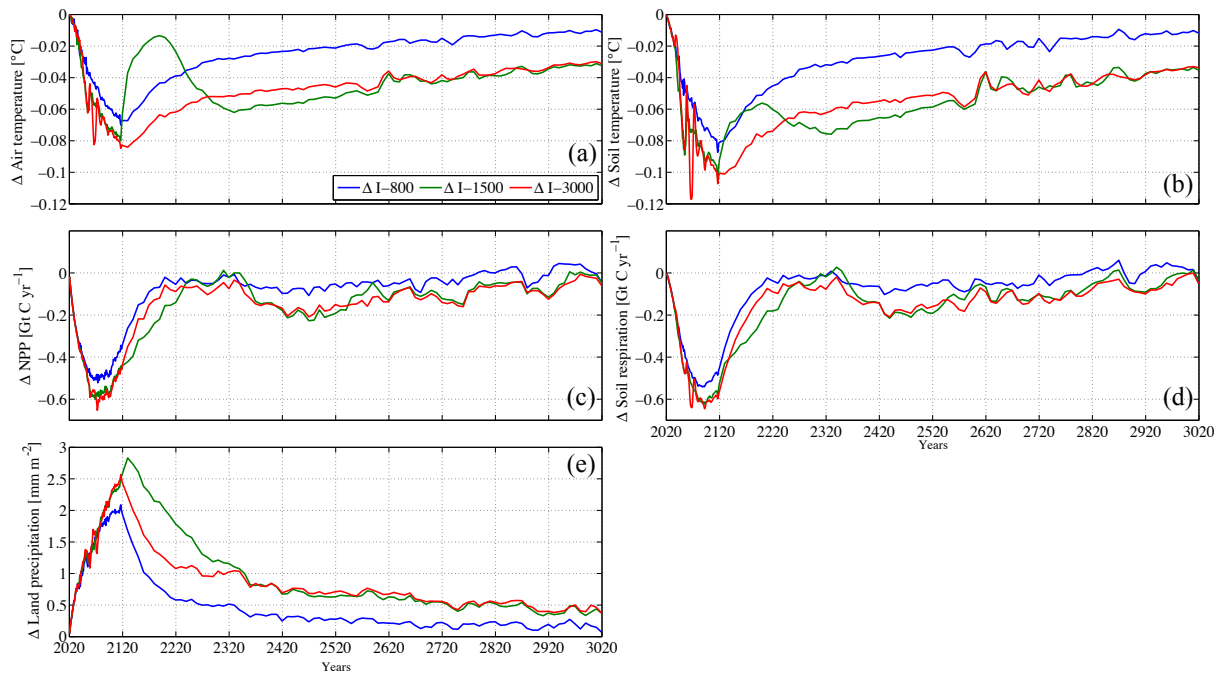 0
−0.02
−0.04
−0.06
−0.08
−0.1
−0.12
Δ Air temperature [°C]
(a)
Δ I−800 Δ I−1500 Δ I−3000
0
−0.02
−0.04
−0.06
−0.08
−0.1
−0.12
Δ Soil temperature [°C]
(b)
0
−0.2
−0.4
−0.6
Δ NPP [Gt C yr⁻¹]
(c)
0
−0.2
−0.4
−0.6
Δ Soil respiration [Gt C yr⁻¹]
(d)
2020 2120 2220 2320 2420 2520 2620 2720 2820 2920 3020
Years
3
2.5
2
1.5
1
0.5
0
Δ Land precipitation [mm m⁻²]
(e)
2020 2120 2220 2320 2420 2520 2620 2720 2820 2920 3020
Years